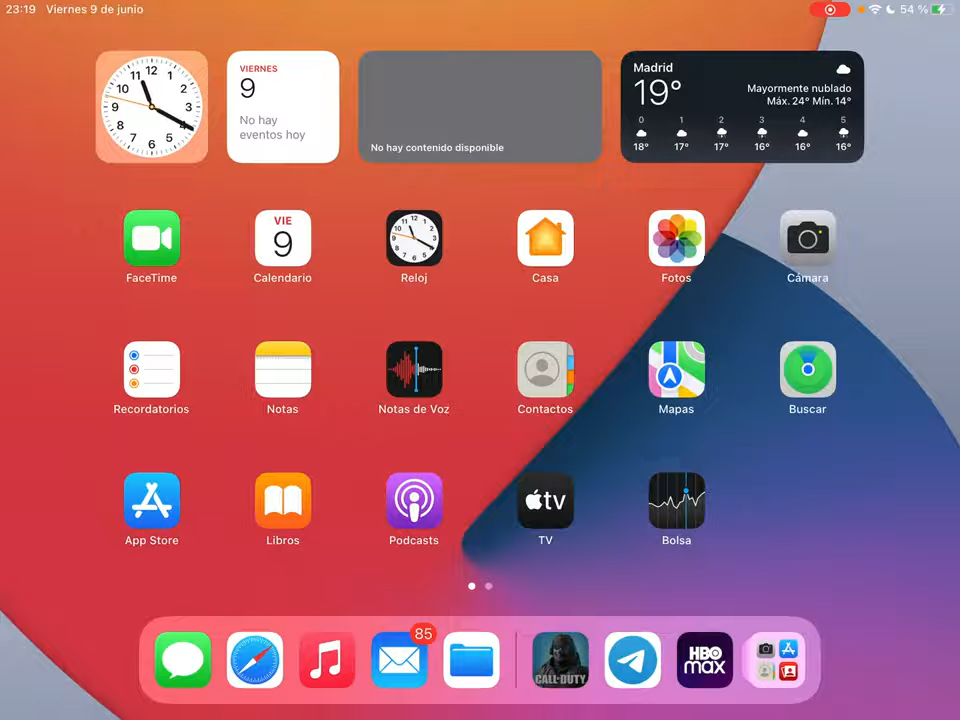 23:19 Viernes 9 de junio
54 %
12
1
2
3
4
5
6
7
8
9
10
11
VIERNES
9
No hay
eventos hoy
No hay contenido disponible
Madrid
19°
Mayormente nublado
Máx. 24° Mín. 14°
0 1 2 3 4 5
18° 17° 17° 16° 16° 16°
FaceTime
VIE
9
Calendario
Reloj
Casa
Fotos
Cámara
Recordatorios
Notas
Notas de Voz
Contactos
Mapas
Buscar
App Store
Libros
Podcasts
tv
TV
Bolsa
85
CALL·DUTY
HBO
max